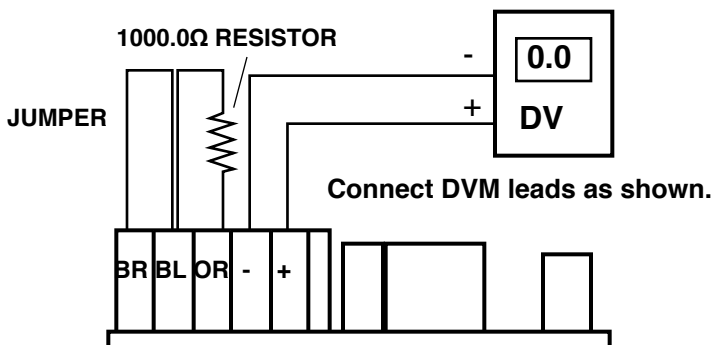 1000.0Ω RESISTOR
- 0.0
JUMPER
+ DV
Connect DVM leads as shown.
BR BL OR - +